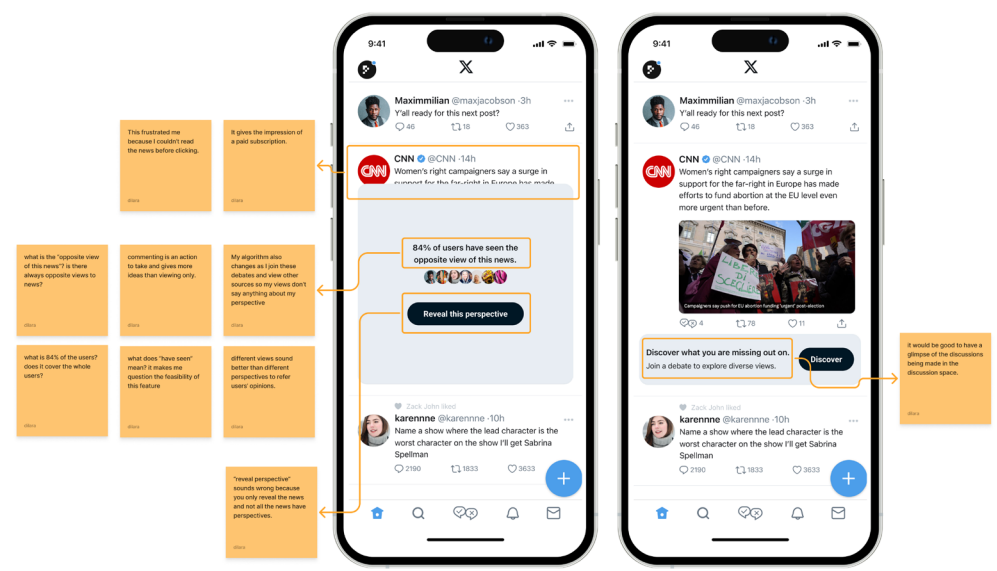 This frustrated me
because I couldn't read
the news before clicking.
dilara
It gives the impression of
a paid subscription.
dilara
what is the "opposite view
of this news"? is there
always opposite views to
news?
dilara
commenting is an action
to take and gives more
ideas than viewing only.
dilara
My algorithm also
changes as I join these
debates and view other
sources so my views don't
say anything about my
perspective
dilara
what is 84% of the users?
does it cover the whole
users?
dilara
what does "have seen"
mean? it makes me
question the feasibility of
this feature
dilara
different views sound
better than different
perspectives to refer
users' opinions.
dilara
"reveal perspective"
sounds wrong because
you only reveal the news
and not all the news have
perspectives.
dilara
9:41
X
Maximmilian @maxjacobson ·3h
Y'all ready for this next post?
46 18 363
CNN
CNN @CNN ·14h
Women's right campaigners say a surge in
support for the far-right in Europe has made
84% of users have seen the
opposite view of this news.
Reveal this perspective
Zack John liked
karennne @karennne ·10h
Name a show where the lead character is the
worst character on the show I'll get Sabrina
Spellman
2190 1833 3633
9:41
X
Maximmilian @maxjacobson ·3h
Y'all ready for this next post?
46 18 363
CNN
CNN @CNN ·14h
Women's right campaigners say a surge in
support for the far-right in Europe has made
efforts to fund abortion at the EU level even
more urgent than before.
LIBERA
DI
SCEGLIERE
Campaigners say push for EU abortion funding 'urgent' post-election
4 78 11
Discover what you are missing out on.
Join a debate to explore diverse views.
Discover
Zack John liked
karennne @karennne ·10h
Name a show where the lead character is the
worst character on the show I'll get Sabrina
Spellman
2190 1833 3633
it would be good to have a
glimpse of the discussions
being made in the
discussion space.
dilara